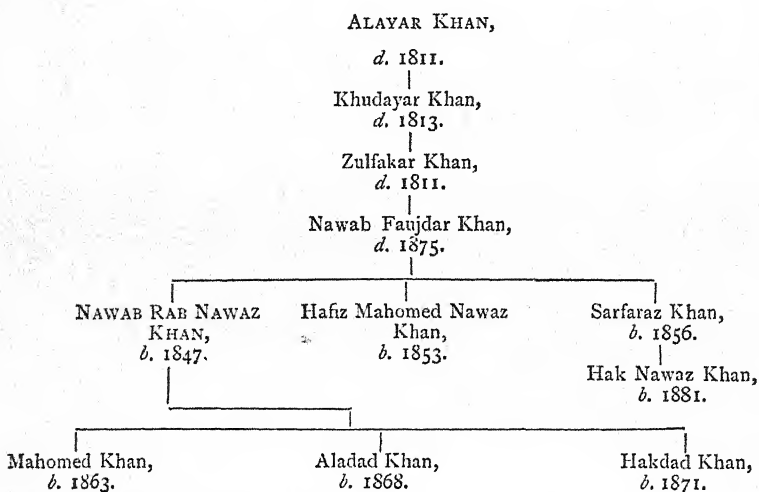 ALAYAR KHAN,
d. 1811.
Khudayar Khan,
d. 1813.
Zulfakar Khan,
d. 1811.
Nawab Faujdar Khan,
d. 1875.
NAWAB RAB NAWAZ
KHAN,
b. 1847.
Hafiz Mahomed Nawaz
Khan,
b. 1853.
Sarfaraz Khan,
b. 1856.
Hak Nawaz Khan,
b. 1881.
Mahomed Khan,
b. 1863.
Aladad Khan,
b. 1868.
Hakdad Khan,
b. 1871.